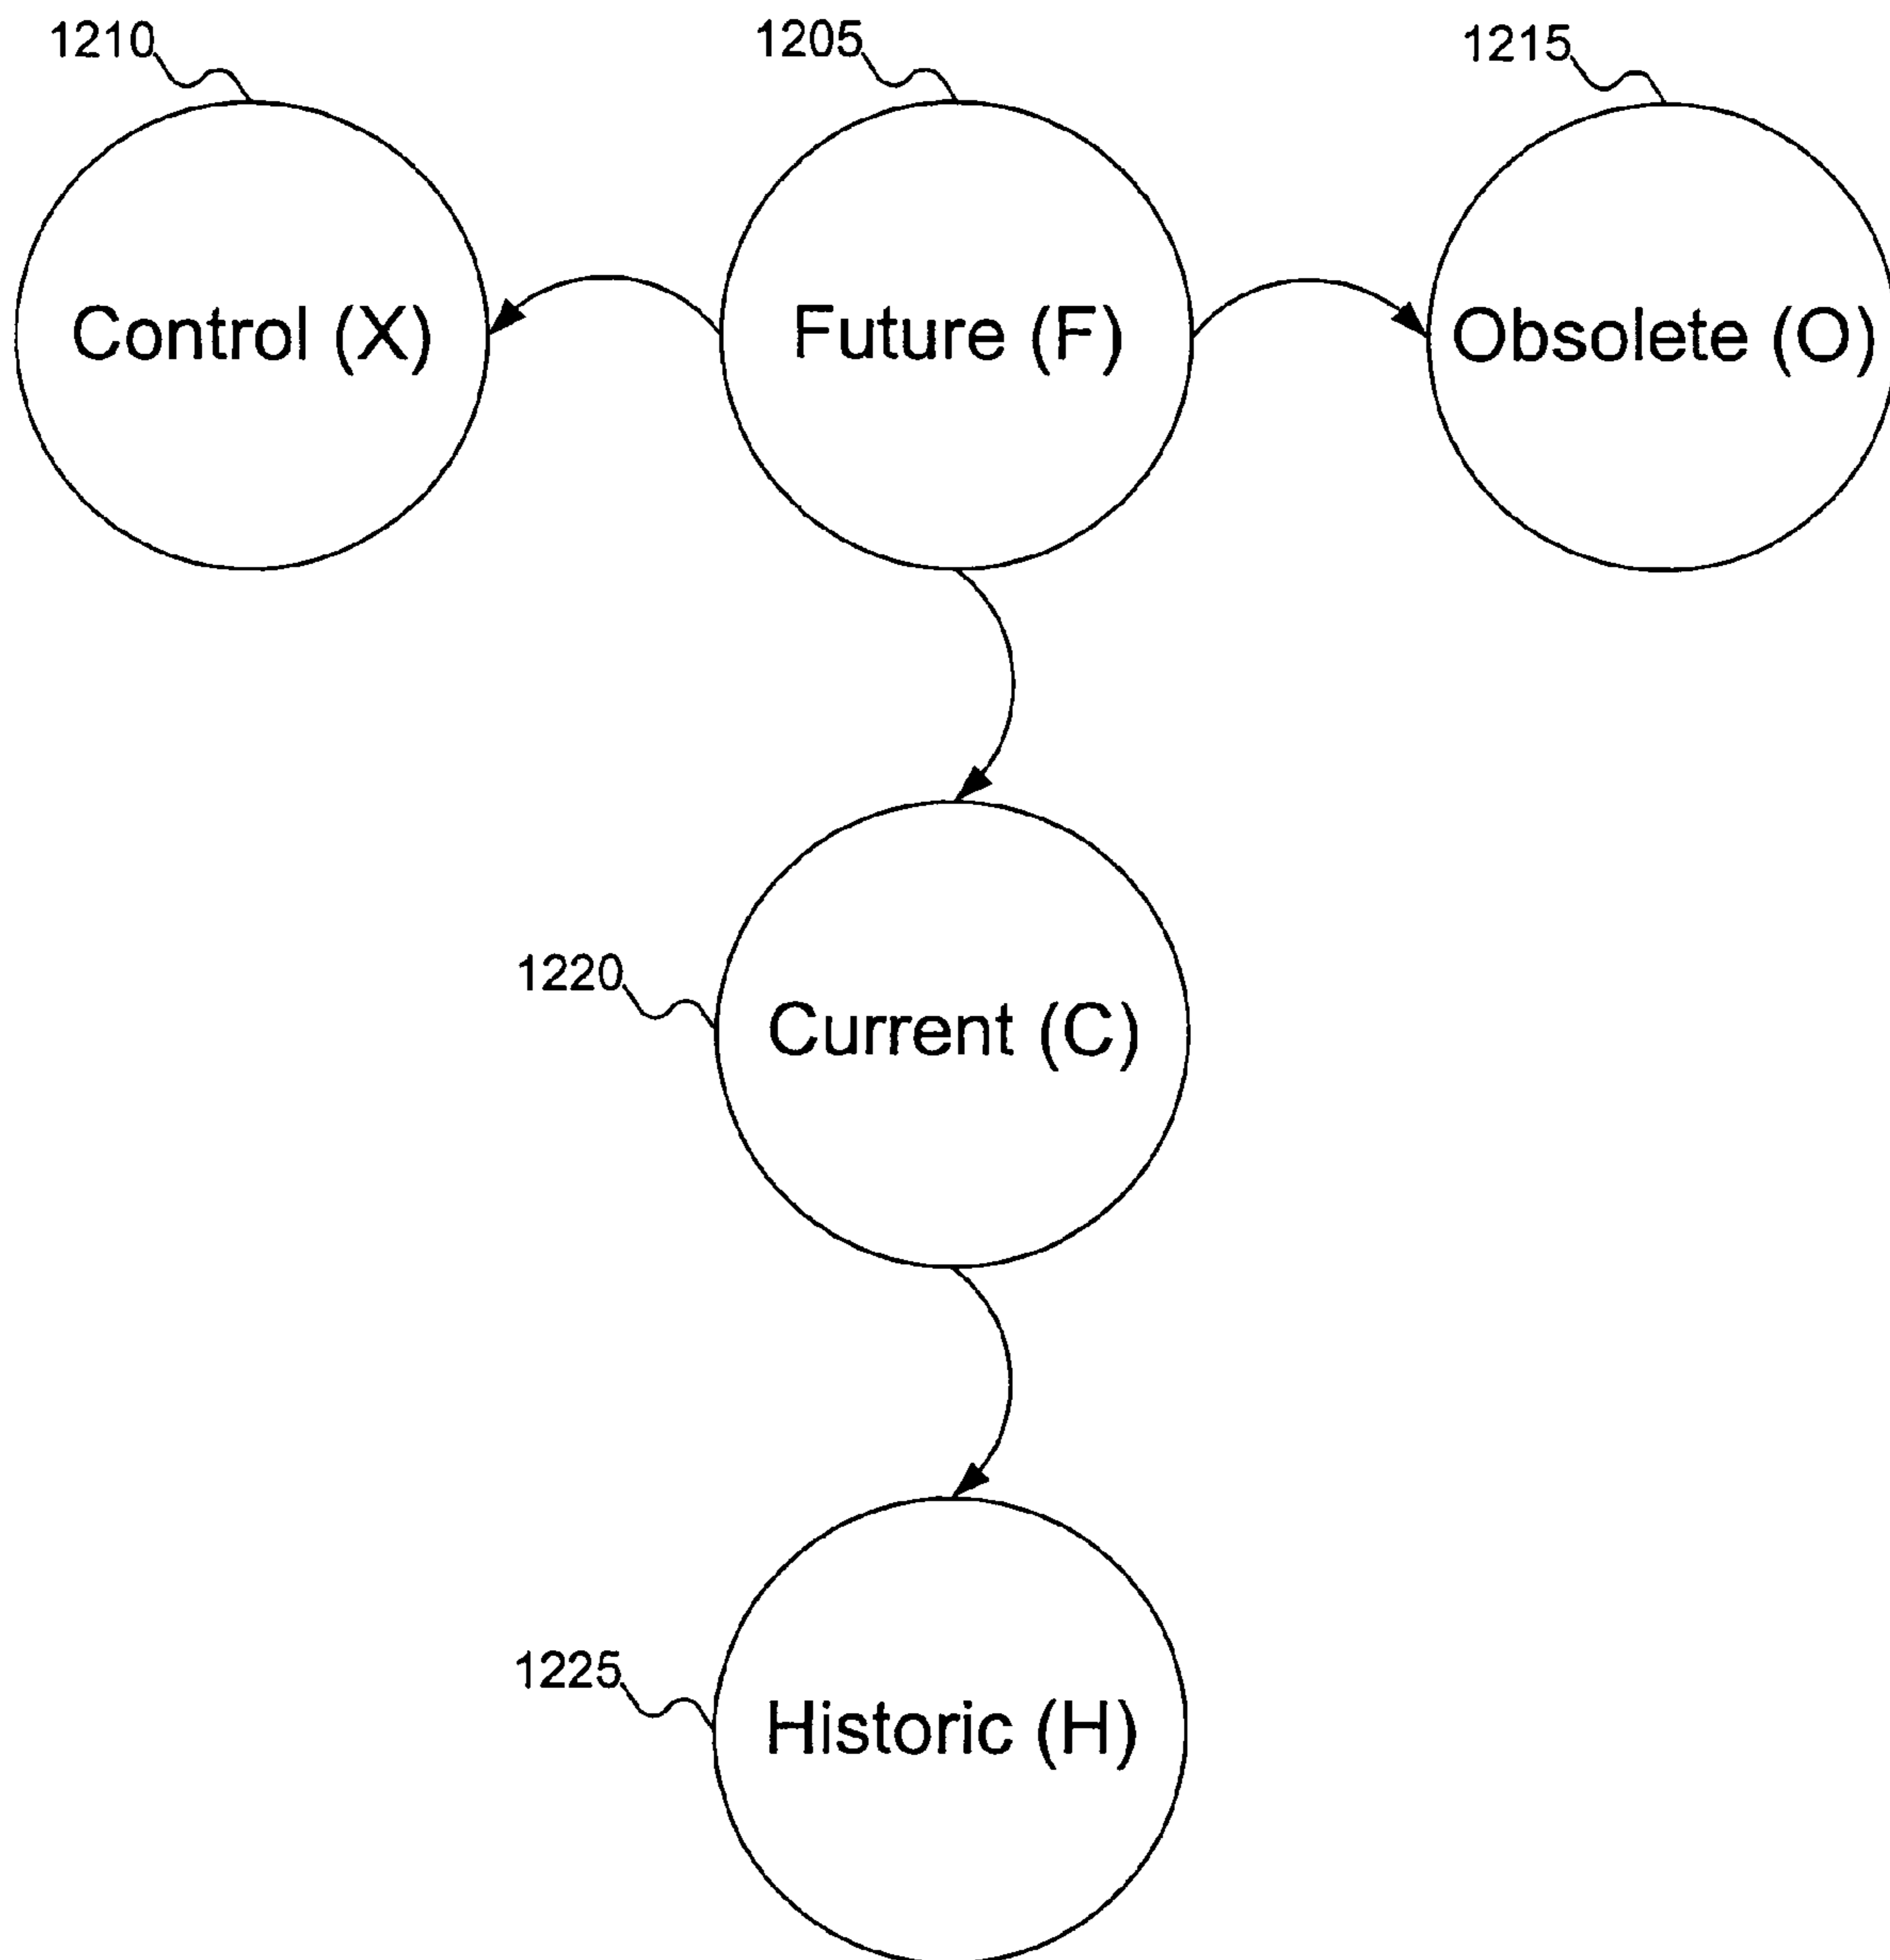 1210
1205
1215
Control (X)
Future (F)
Obsolete (O)
1220
Current (C)
1225
Historic (H)